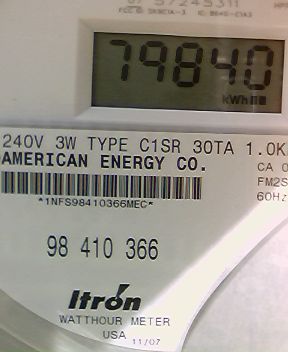 57245311
79840
kWh
240V 3W TYPE C1SR 30TA 1.0K
AMERICAN ENERGY CO.
CA 0
FM2S
60Hz
*1NFS98410366MEC*
98 410 366
Itron
WATTHOUR METER
USA 11/07